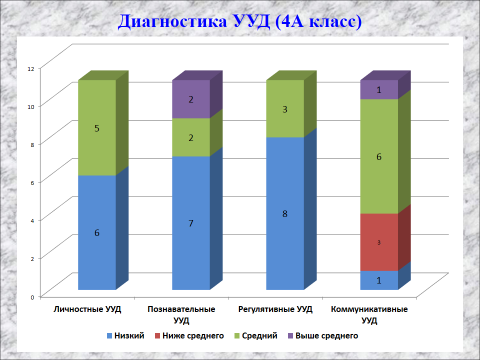 Диагностика УУД (4А класс)
12
10
8
6
4
2
0
5
6
2
2
7
3
8
1
6
3
1
Личностные УУД
Познавательные
УУД
Регулятивные УУД
Коммуникативные
УУД
Низкий
Ниже среднего
Средний
Выше среднего